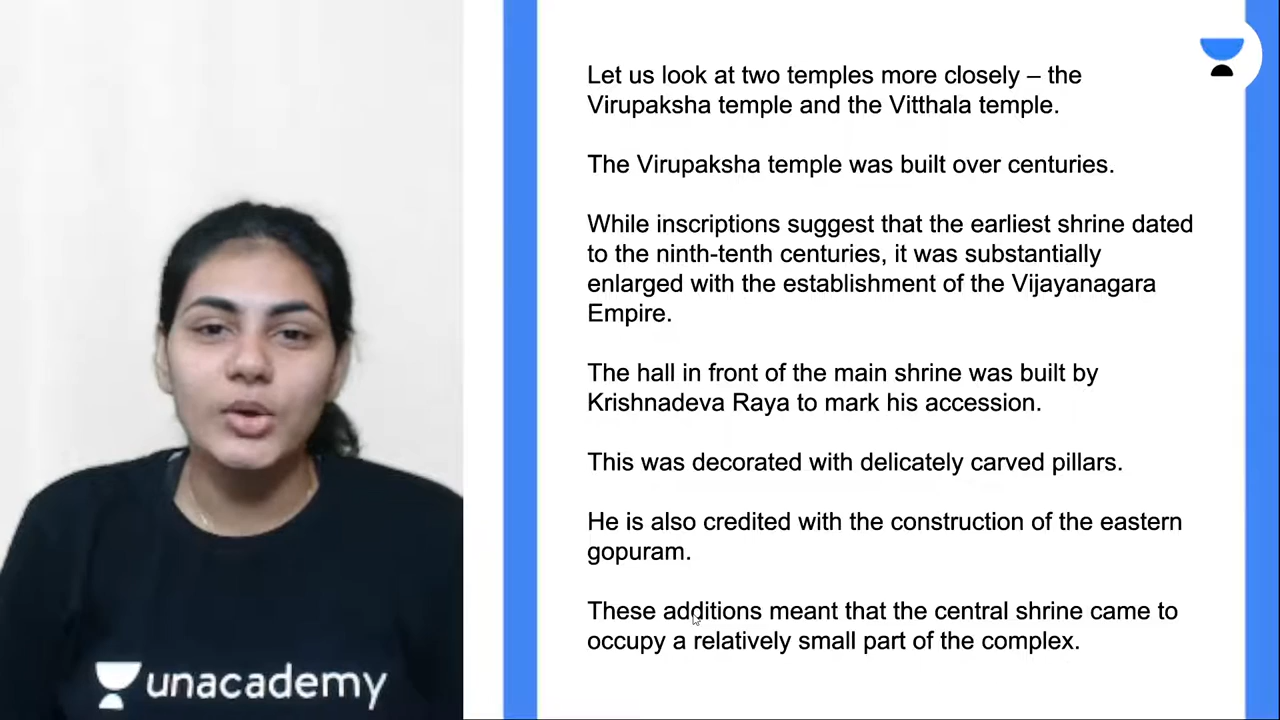 Let us look at two temples more closely – the
Virupaksha temple and the Vitthala temple.
The Virupaksha temple was built over centuries.
While inscriptions suggest that the earliest shrine dated
to the ninth-tenth centuries, it was substantially
enlarged with the establishment of the Vijayanagara
Empire.
The hall in front of the main shrine was built by
Krishnadeva Raya to mark his accession.
This was decorated with delicately carved pillars.
He is also credited with the construction of the eastern
gopuram.
These additions meant that the central shrine came to
occupy a relatively small part of the complex.
unacademy